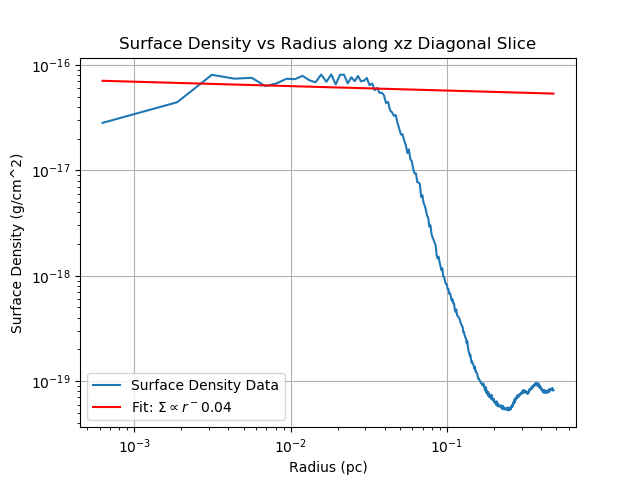 Surface Density vs Radius along xz Diagonal Slice
Surface Density (g/cm^2)
10⁻¹⁶
10⁻¹⁷
10⁻¹⁸
10⁻¹⁹
Surface Density Data
Fit: Σ ∝ r⁻0.04
10⁻³ 10⁻² 10⁻¹
Radius (pc)